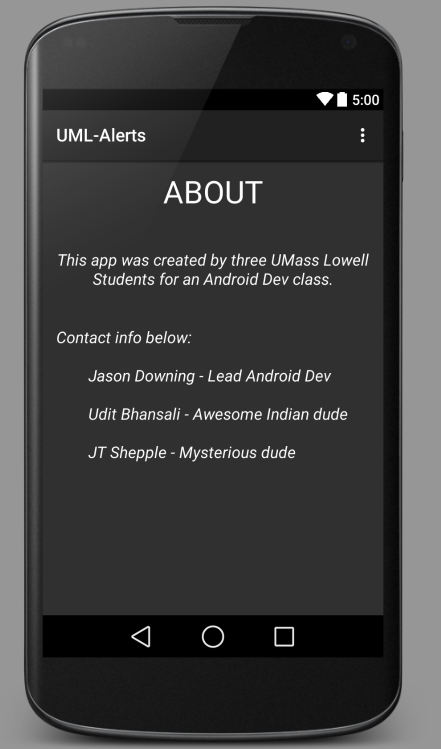 5:00
UML-Alerts
ABOUT
This app was created by three UMass Lowell
Students for an Android Dev class.
Contact info below:
Jason Downing - Lead Android Dev
Udit Bhansali - Awesome Indian dude
JT Shepple - Mysterious dude